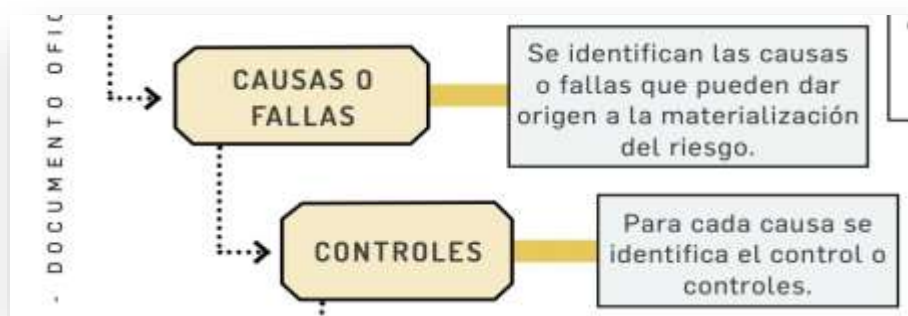 - DOCUMENTO OFIC
CAUSAS O
FALLAS
Se identifican las causas
o fallas que pueden dar
origen a la materialización
del riesgo.
CONTROLES
Para cada causa se
identifica el control o
controles.